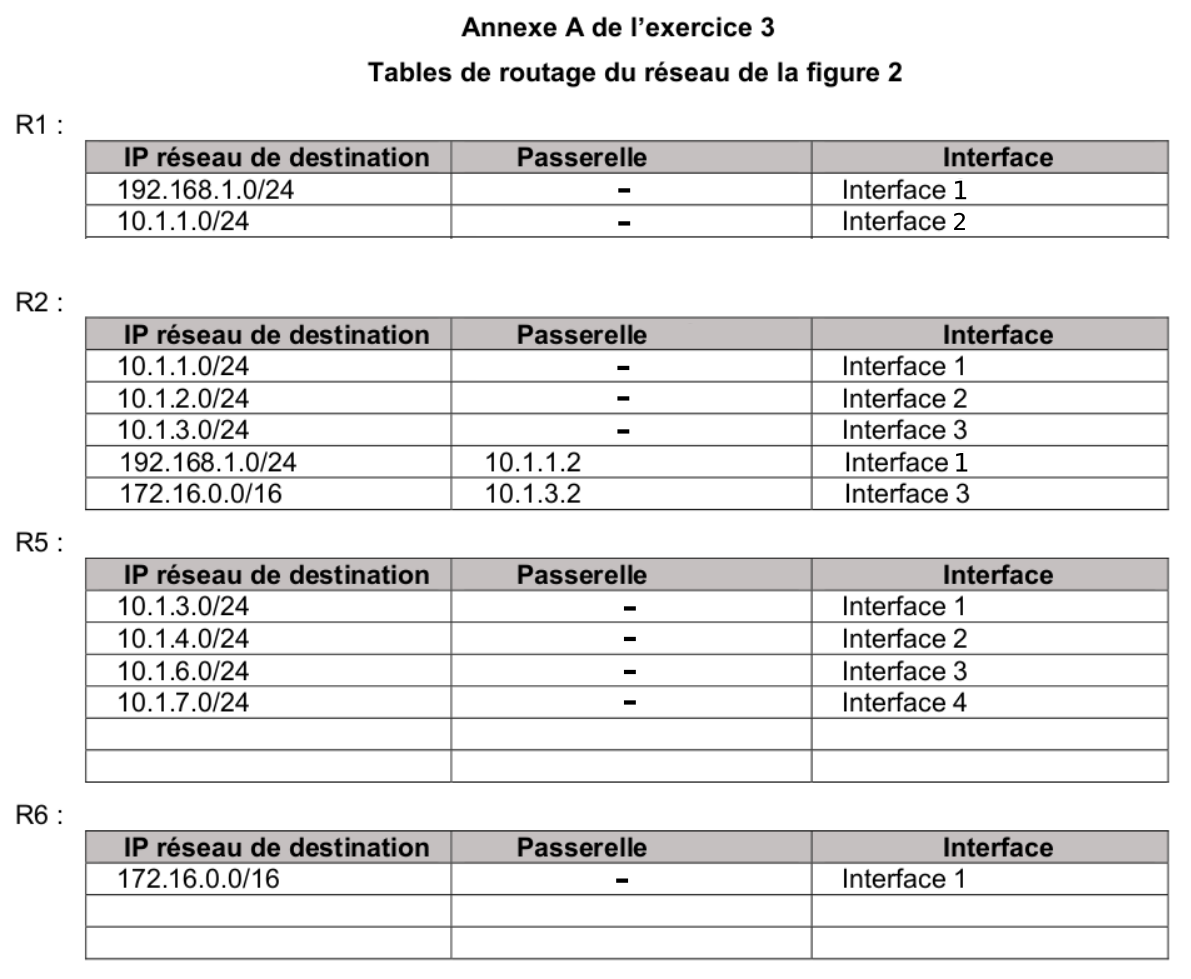 Annexe A de l'exercice 3
Tables de routage du réseau de la figure 2
R1 :
IP réseau de destination Passerelle Interface
192.168.1.0/24 - Interface 1
10.1.1.0/24 - Interface 2
R2 :
IP réseau de destination Passerelle Interface
10.1.1.0/24 - Interface 1
10.1.2.0/24 - Interface 2
10.1.3.0/24 - Interface 3
192.168.1.0/24 10.1.1.2 Interface 1
172.16.0.0/16 10.1.3.2 Interface 3
R5 :
IP réseau de destination Passerelle Interface
10.1.3.0/24 - Interface 1
10.1.4.0/24 - Interface 2
10.1.6.0/24 - Interface 3
10.1.7.0/24 - Interface 4
R6 :
IP réseau de destination Passerelle Interface
172.16.0.0/16 - Interface 1